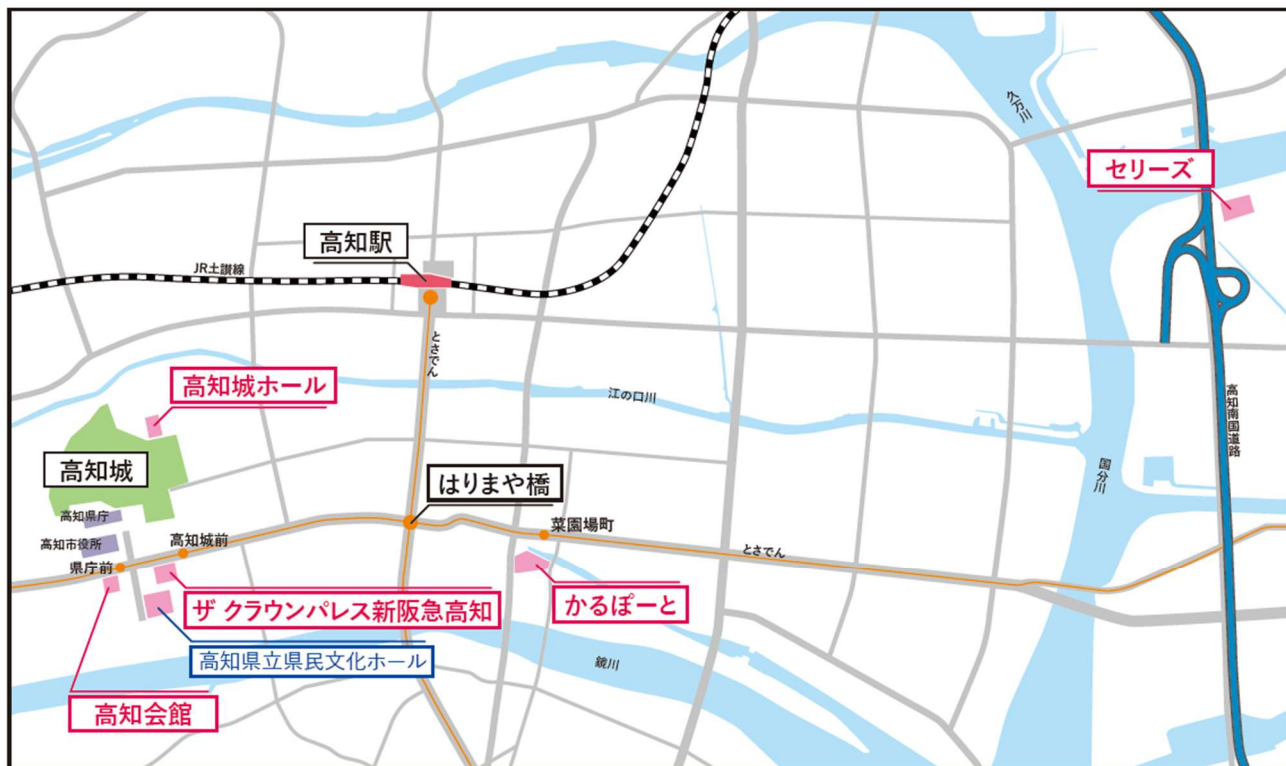 久万川
セリーズ
高知駅
JR土讃線
とさでん
高知城ホール
江の口川
高知南国道路
高知城
はりまや橋
国分川
高知県庁
高知市役所
高知城前
菜園場町
県庁前
とさでん
ザ クラウンパレス新阪急高知
かるぽーと
高知県立県民文化ホール
鏡川
高知会館